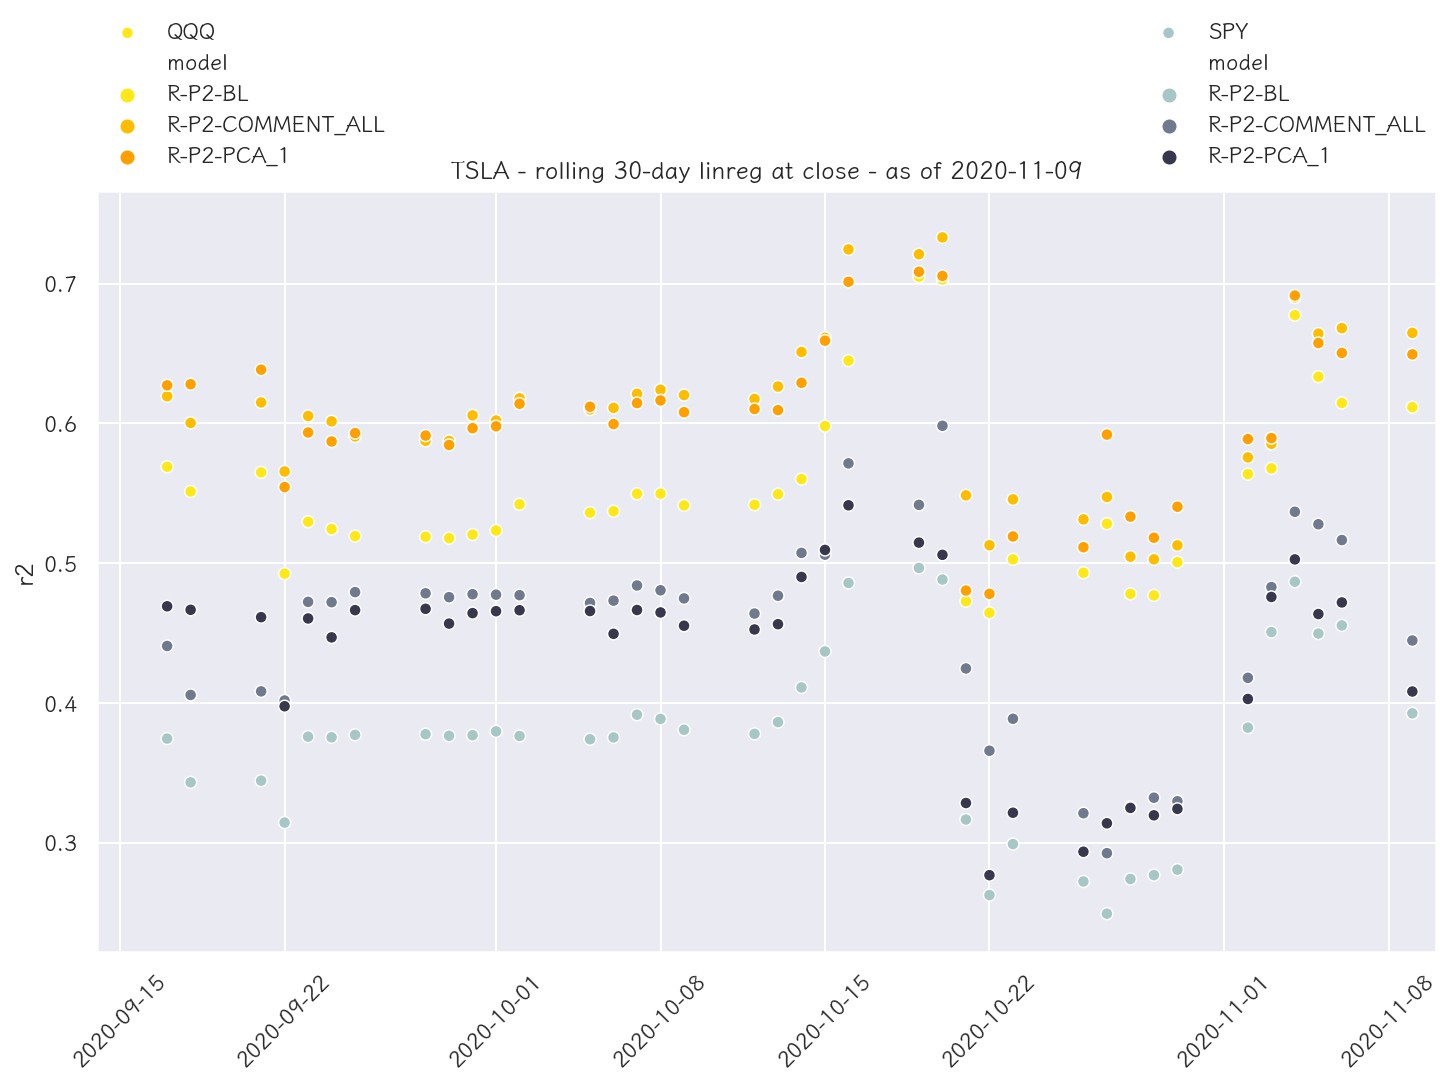 QQQ
model
R-P2-BL
R-P2-COMMENT_ALL
R-P2-PCA_1
SPY
model
R-P2-BL
R-P2-COMMENT_ALL
R-P2-PCA_1
TSLA - rolling 30-day linreg at close - as of 2020-11-09
r2
0.7
0.6
0.5
0.4
0.3
2020-09-15
2020-09-22
2020-10-01
2020-10-08
2020-10-15
2020-10-22
2020-11-01
2020-11-08